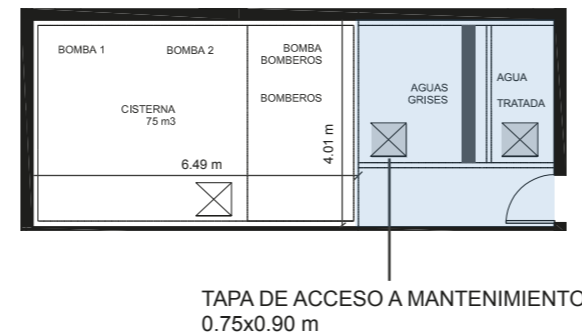 BOMBA 1
BOMBA 2
BOMBA
BOMBEROS
BOMBEROS
CISTERNA
75 m3
6.49 m
4.01 m
AGUAS
GRISES
AGUA
TRATADA
TAPA DE ACCESO A MANTENIMIENTO
0.75x0.90 m